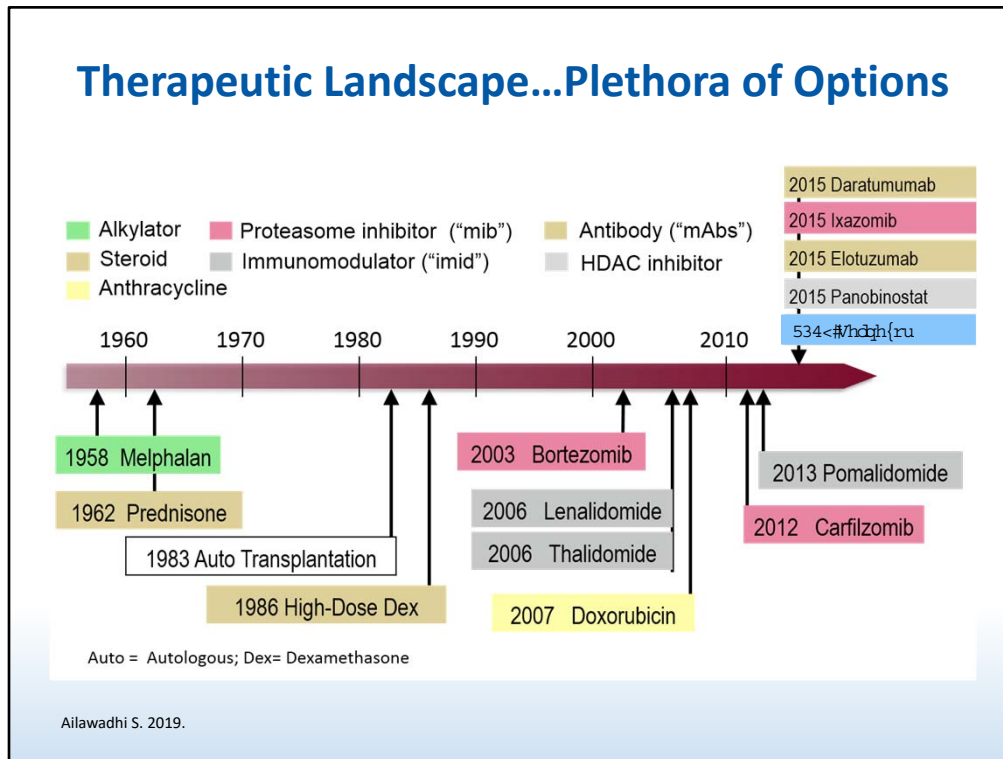 Therapeutic Landscape...Plethora of Options
2015 Daratumumab
2015 Ixazomib
2015 Elotuzumab
2015 Panobinostat
534<#Vholqh{ru
Alkylator
Proteasome inhibitor ("mib")
Antibody ("mAbs")
Steroid
Immunomodulator ("imid")
HDAC inhibitor
Anthracycline
1960
1970
1980
1990
2000
2010
1958 Melphalan
1962 Prednisone
1983 Auto Transplantation
1986 High-Dose Dex
2003 Bortezomib
2006 Lenalidomide
2006 Thalidomide
2007 Doxorubicin
2013 Pomalidomide
2012 Carfilzomib
Auto = Autologous; Dex= Dexamethasone
Ailawadhi S. 2019.